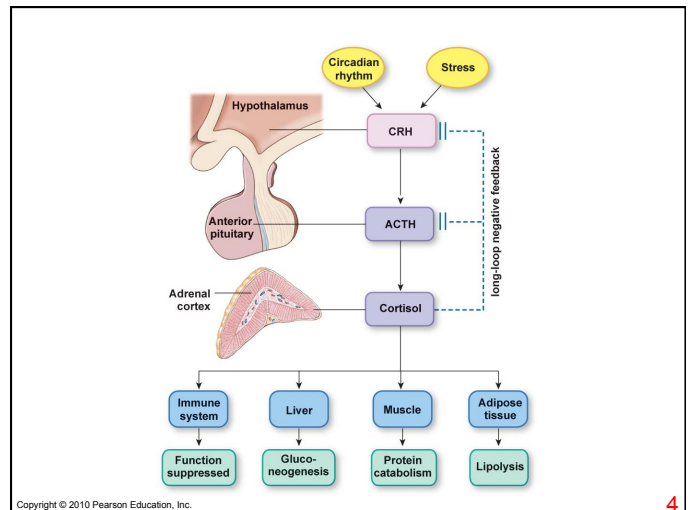 Circadian
rhythm
Stress
Hypothalamus
CRH
long-loop negative feedback
Anterior
pituitary
ACTH
Adrenal
cortex
Cortisol
Immune
system
Liver
Muscle
Adipose
tissue
Function
suppressed
Gluco-
neogenesis
Protein
catabolism
Lipolysis
Copyright © 2010 Pearson Education, Inc.
4